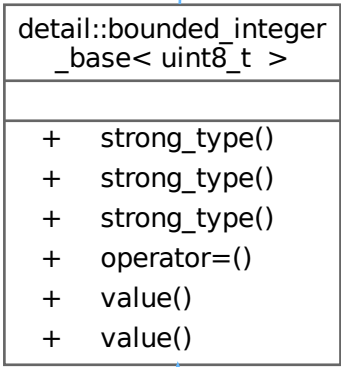 detail::bounded_integer
_base< uint8_t >
+ strong_type()
+ strong_type()
+ strong_type()
+ operator=()
+ value()
+ value()